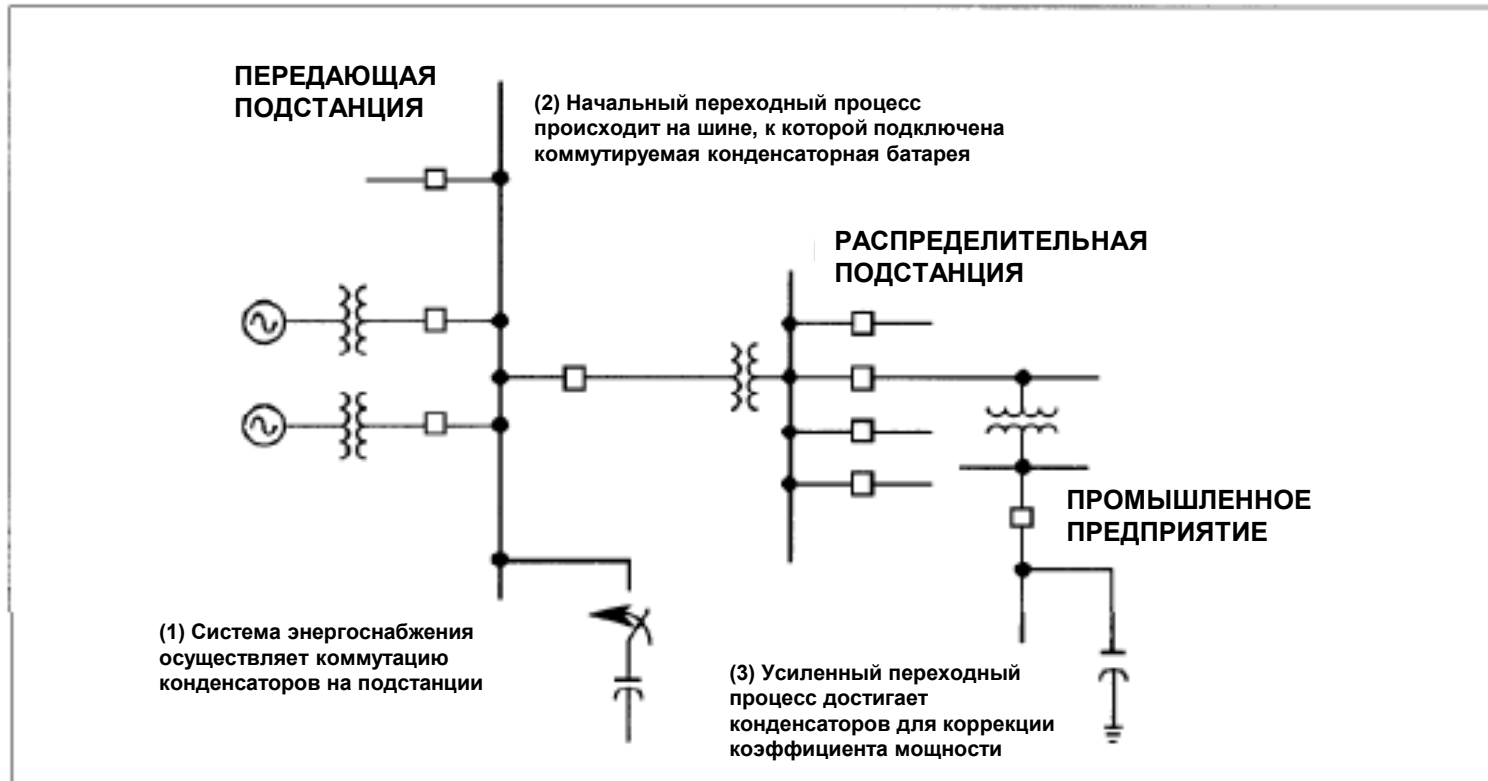 ПЕРЕДАЮЩАЯ
ПОДСТАНЦИЯ
(2) Начальный переходный процесс
происходит на шине, к которой подключена
коммутируемая конденсаторная батарея
РАСПРЕДЕЛИТЕЛЬНАЯ
ПОДСТАНЦИЯ
ПРОМЫШЛЕННОЕ
ПРЕДПРИЯТИЕ
(1) Система энергоснабжения
осуществляет коммутацию
конденсаторов на подстанции
(3) Усиленный переходный
процесс достигает
конденсаторов для коррекции
коэффициента мощности